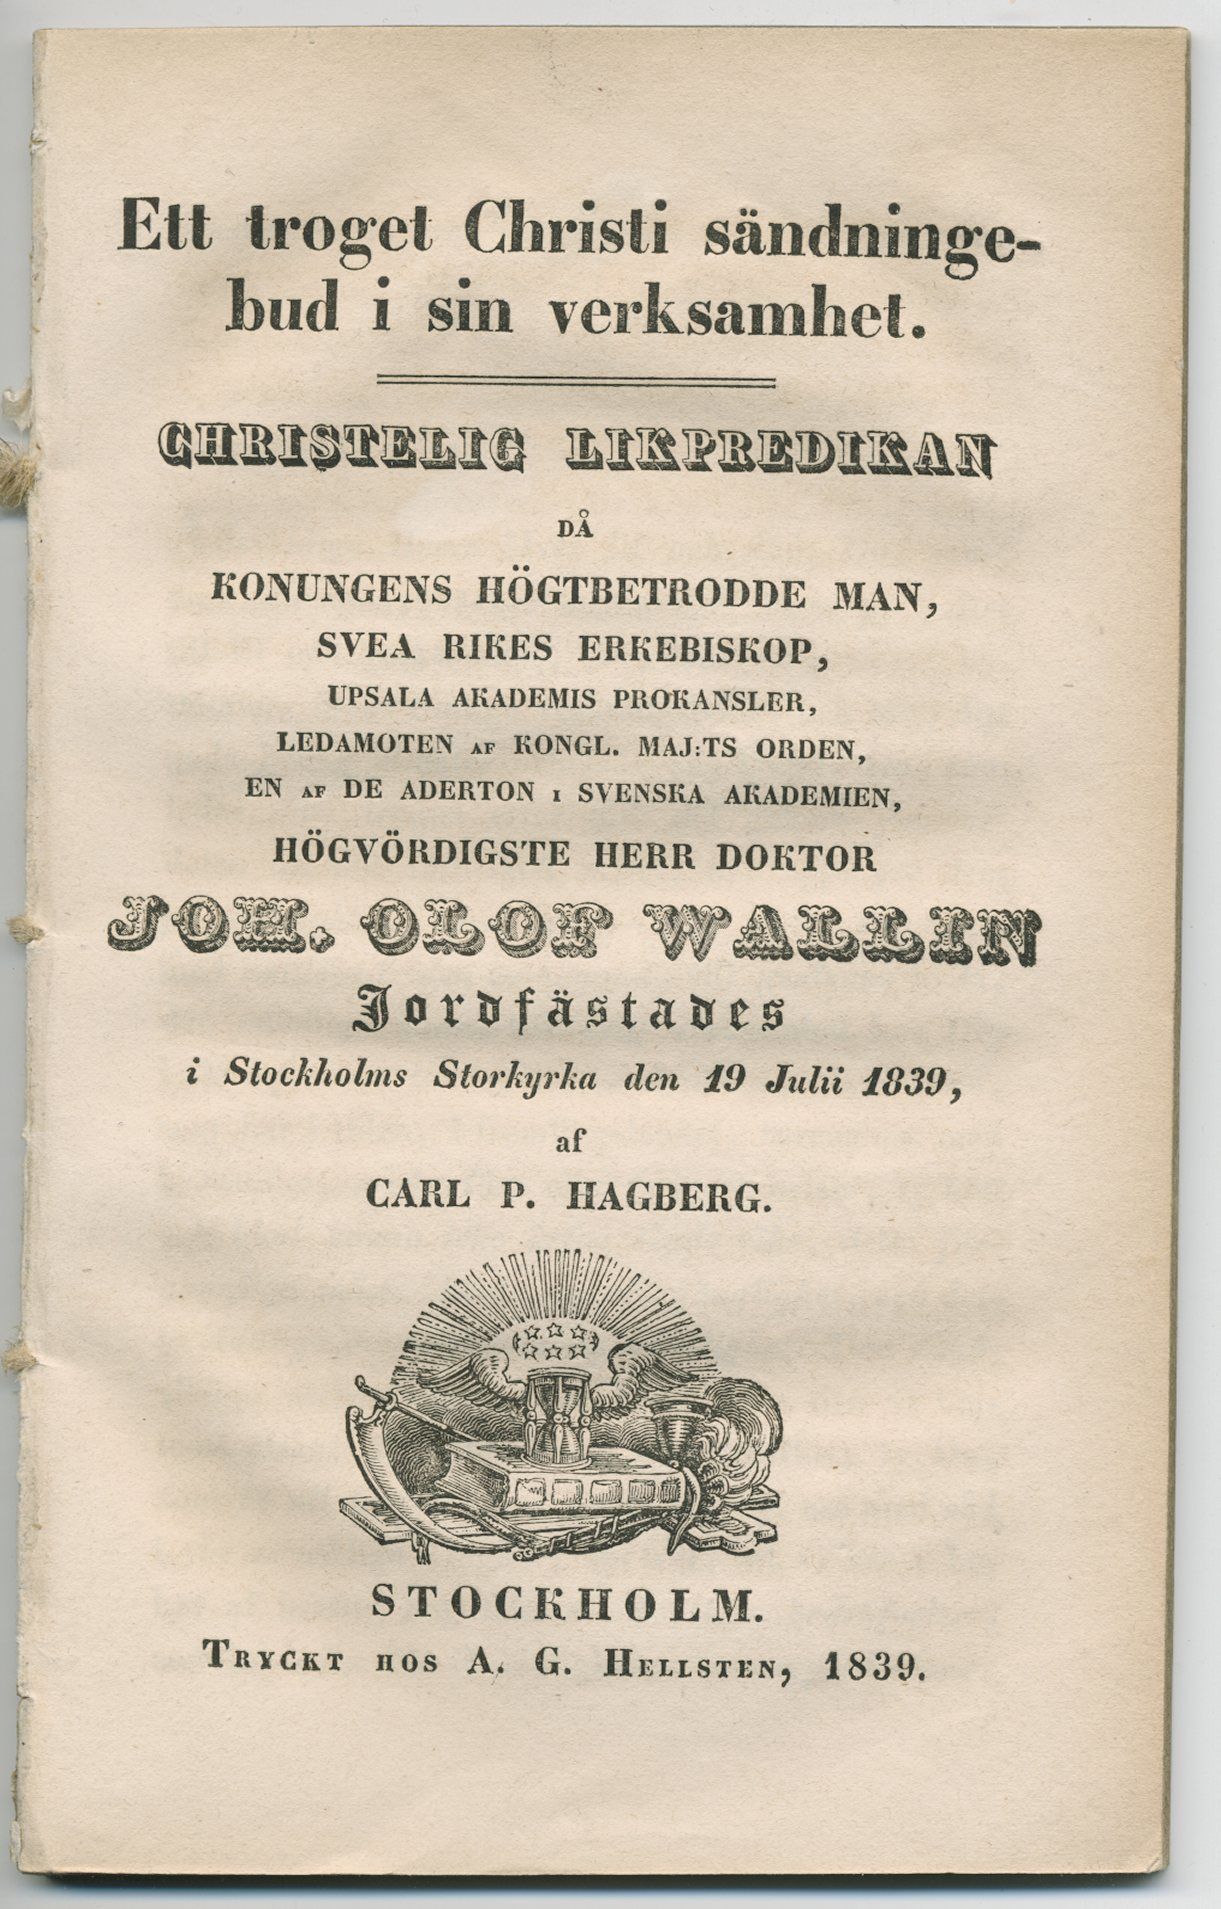 Ett troget Christi sändninge-
bud i sin verksamhet.
CHRISTELIG LIKPREDIKAN
DÅ
KONUNGENS HÖGTBETRODDE MAN,
SVEA RIKES ERKEBISKOP,
UPSALA AKADEMIS PROKANSLER,
LEDAMOTEN AF KONGL. MAJ:TS ORDEN,
EN AF DE ADERTON I SVENSKA AKADEMIEN,
HÖGVÖRDIGSTE HERR DOKTOR
JOH. OLOF WALLIN
Jordfästades
i Stockholms Storkyrka den 19 Julii 1839,
af
CARL P. HAGBERG.
STOCKHOLM.
TRYCKT HOS A. G. HELLSTEN, 1839.